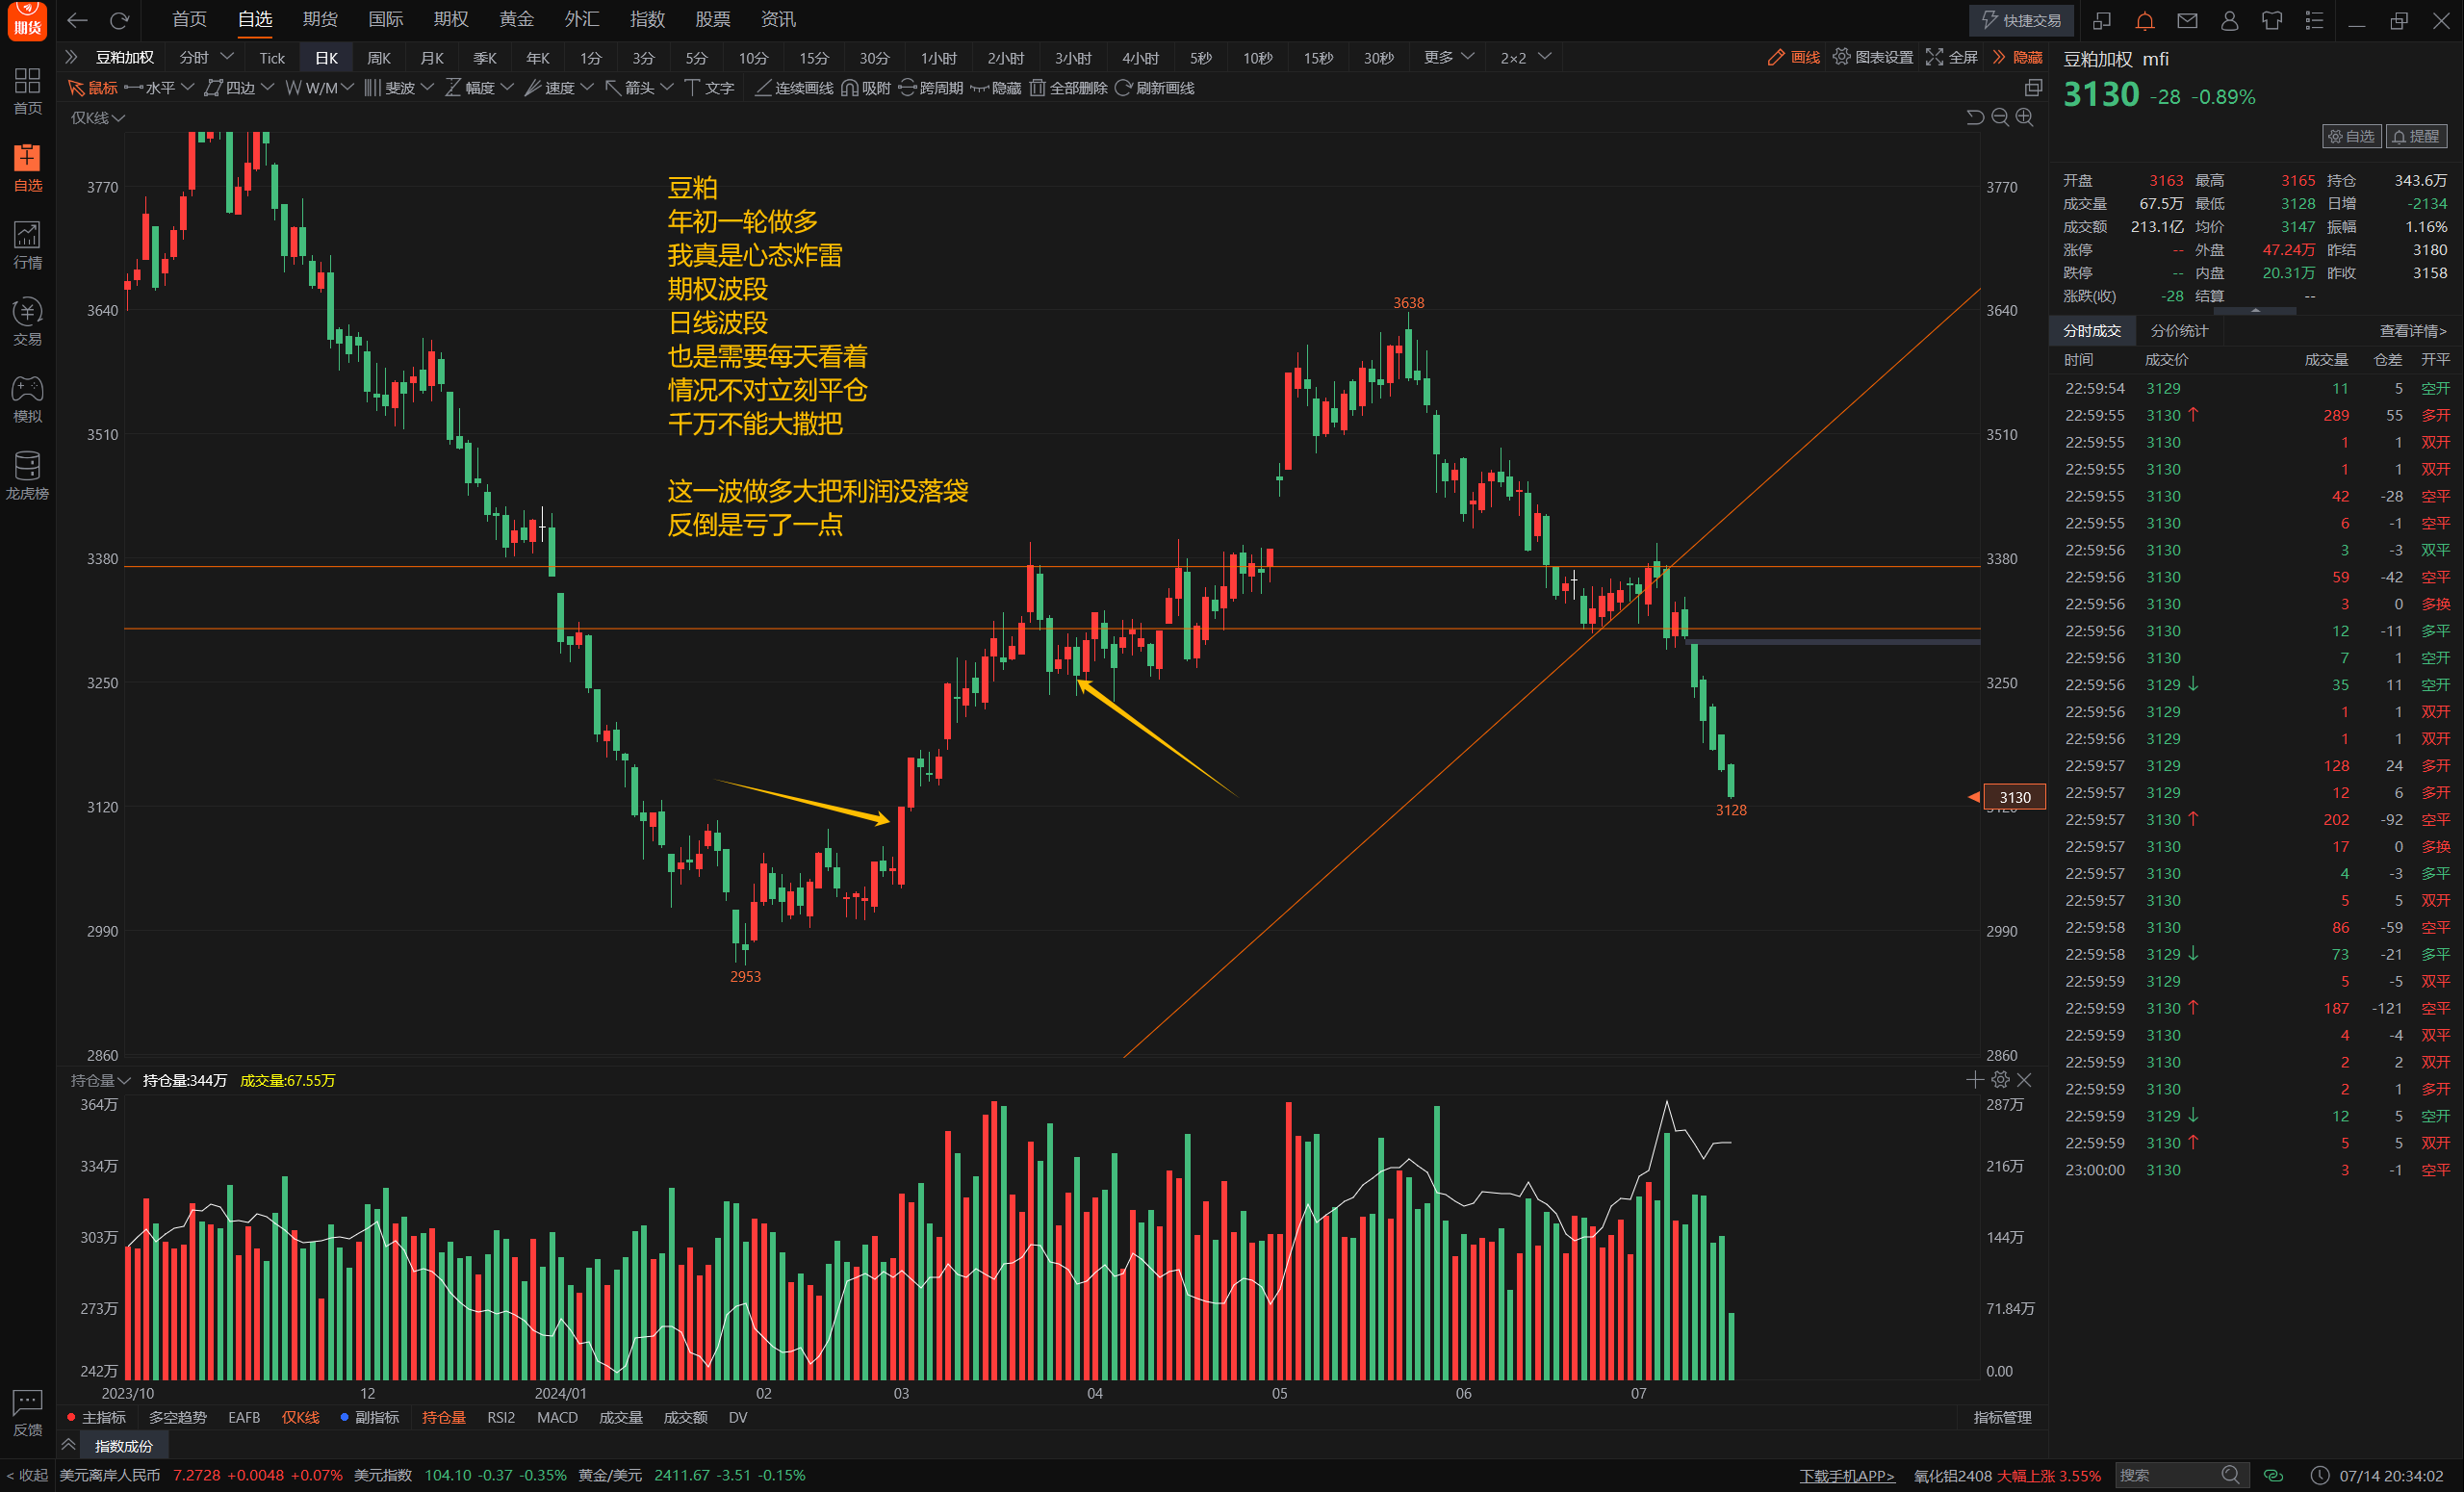 期货 首页 自选 期货 国际 期权 黄金 外汇 指数 股票 资讯 快捷交易
豆粕加权 分时 Tick 日K 周K 月K 季K 年K 1分 3分 5分 10分 15分 30分 1小时 2小时 3小时 4小时 5秒 10秒 15秒 30秒 更多 2×2 画线 图表设置 全屏 隐藏
鼠标 水平 四边 W/M 斐波 幅度 速度 箭头 文字 连续画线 吸附 跨周期 隐藏 全部删除 刷新画线
仅K线
首页
自选
行情
交易
模拟
龙虎榜
反馈
豆粕
年初一轮做多
我真是心态炸雷
期权波段
日线波段
也是需要每天看着
情况不对立刻平仓
千万不能大撒把
这一波做多大把利润没落袋
反倒是亏了一点
3770 3770
3640 3638 3640
3510 3510
3380 3380
3250 3250
3120 3130
3128
2990 2990
2953
2860 2860
持仓量 持仓量:344万 成交量:67.55万
364万 287万
334万 216万
303万 144万
273万 71.84万
242万 0.00
2023/10 12 2024/01 02 03 04 05 06 07
主指标 多空趋势 EAFB 仅K线 副指标 持仓量 RSI2 MACD 成交量 成交额 DV 指标管理
指数成份
豆粕加权 mfi
3130 -28 -0.89%
自选 提醒
开盘 3163 最高 3165 持仓 343.6万
成交量 67.5万 最低 3128 日增 -2134
成交额 213.1亿 均价 3147 振幅 1.16%
涨停 -- 外盘 47.24万 昨结 3180
跌停 -- 内盘 20.31万 昨收 3158
涨跌(收) -28 结算 --
分时成交 分价统计 查看详情>
时间 成交价 成交量 仓差 开平
22:59:54 3129 11 5 空开
22:59:55 3130↑ 289 55 多开
22:59:55 3130 1 1 双开
22:59:55 3130 1 1 双开
22:59:55 3130 42 -28 空平
22:59:55 3130 6 -1 空平
22:59:56 3130 3 -3 双平
22:59:56 3130 59 -42 空平
22:59:56 3130 3 0 多换
22:59:56 3130 12 -11 多平
22:59:56 3130 7 1 空开
22:59:56 3129↓ 35 11 空开
22:59:56 3129 1 1 双开
22:59:56 3129 1 1 双开
22:59:57 3129 128 24 多开
22:59:57 3129 12 6 多开
22:59:57 3130↑ 202 -92 空平
22:59:57 3130 17 0 多换
22:59:57 3130 4 -3 多平
22:59:57 3130 5 5 双开
22:59:58 3130 86 -59 空平
22:59:58 3129↓ 73 -21 多平
22:59:59 3129 5 -5 双平
22:59:59 3130↑ 187 -121 空平
22:59:59 3130 4 -4 双平
22:59:59 3130 2 2 双开
22:59:59 3130 2 1 多开
22:59:59 3129↓ 12 5 空开
22:59:59 3130↑ 5 5 双开
23:00:00 3130 3 -1 空平
< 收起 美元离岸人民币 7.2728 +0.0048 +0.07% 美元指数 104.10 -0.37 -0.35% 黄金/美元 2411.67 -3.51 -0.15% 下载手机APP> 氧化铝2408 大幅上涨 3.55% 搜索 07/14 20:34:02